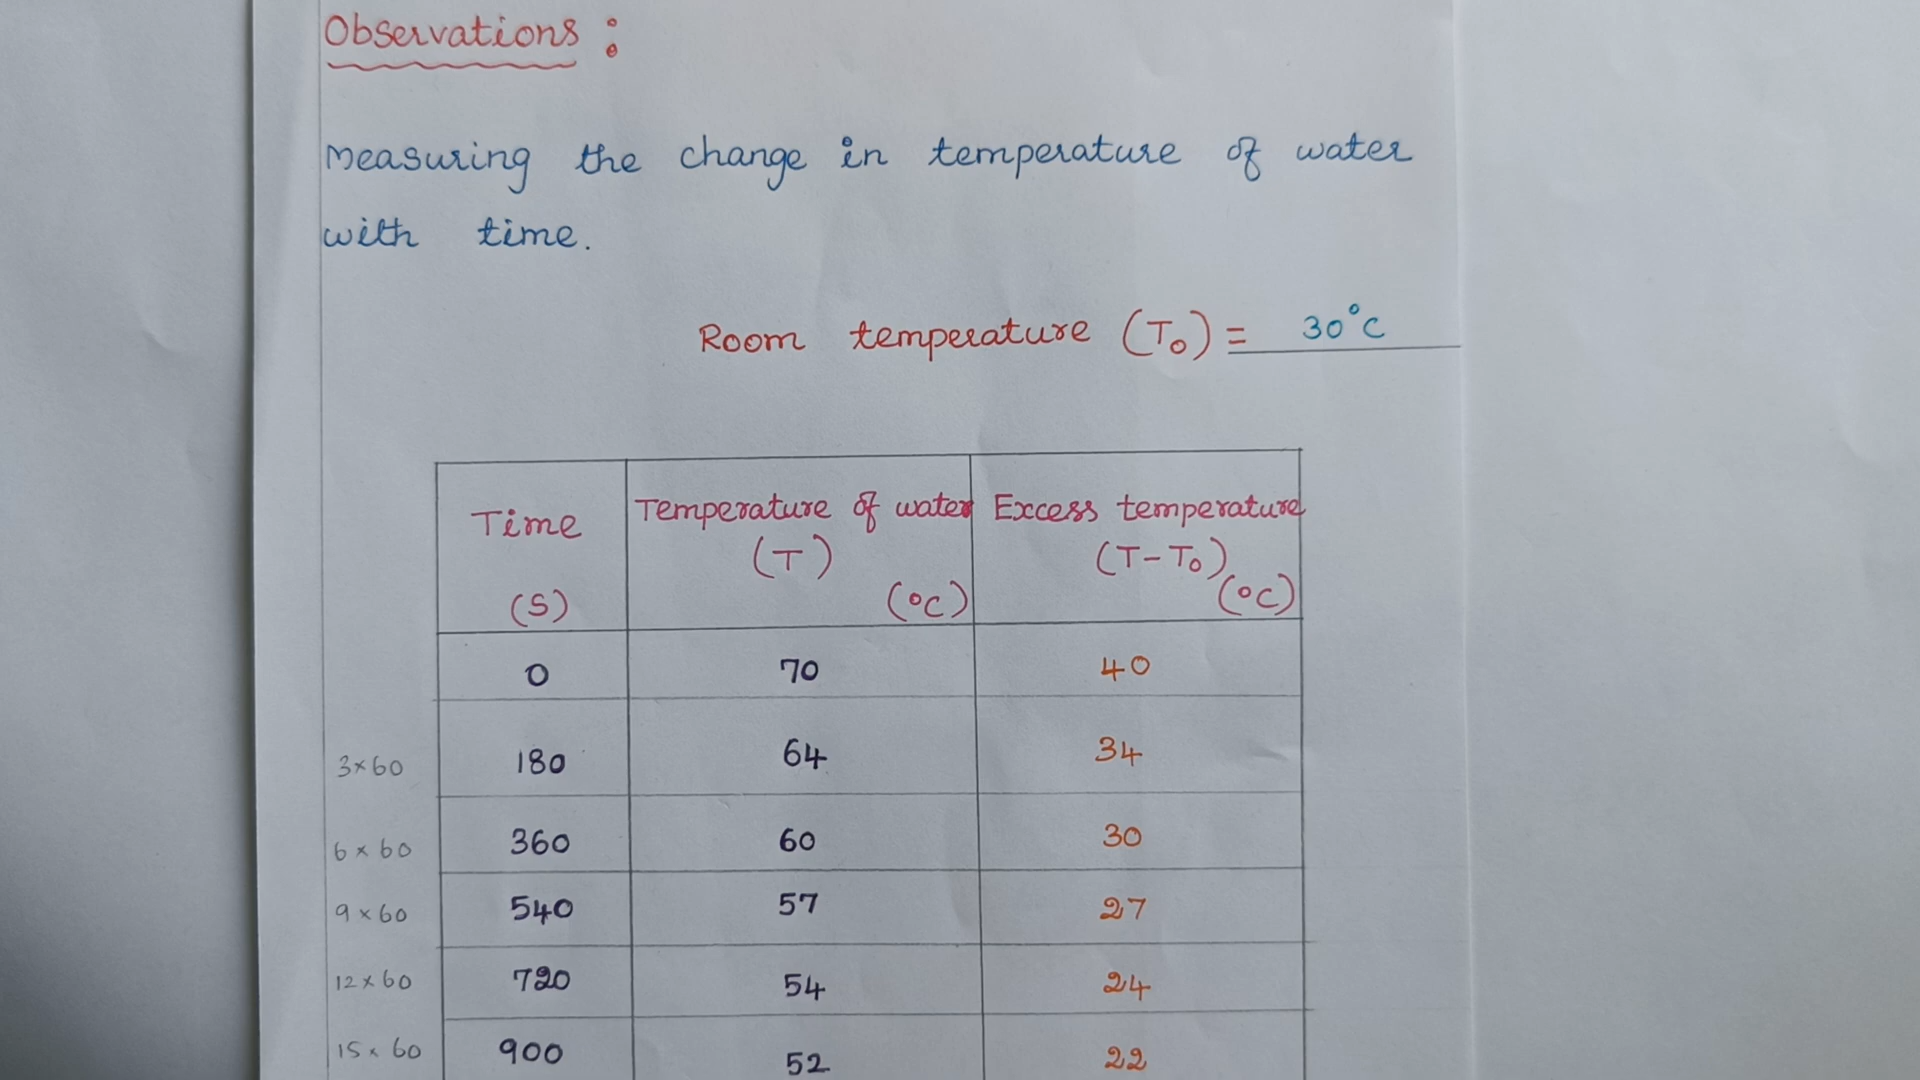 Observations :
Measuring the change in temperature of water
with time.
Room temperature (T₀) = 30°C
Time Temperature of water Excess temperature
(T) (T-T₀)
(S) (°C) (°C)
0 70 40
3×60 180 64 34
6×60 360 60 30
9×60 540 57 27
12×60 720 54 24
15×60 900 52 22